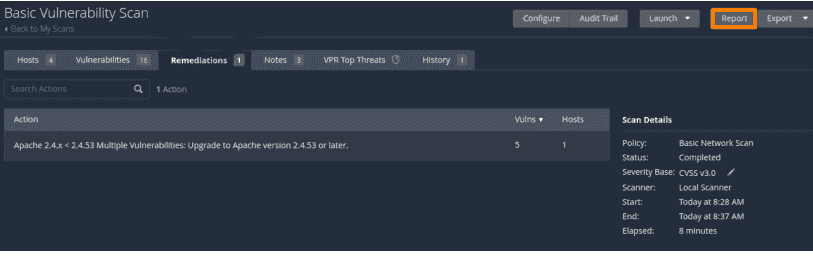 Basic Vulnerability Scan
Back to My Scans
Configure Audit Trail Launch Report Export
Hosts 4 Vulnerabilities 16 Remediations 1 Notes 3 VPR Top Threats History 1
Search Actions 1 Action
Action Vulns Hosts
Apache 2.4.x < 2.4.53 Multiple Vulnerabilities: Upgrade to Apache version 2.4.53 or later. 5 1
Scan Details
Policy: Basic Network Scan
Status: Completed
Severity Base: CVSS v3.0
Scanner: Local Scanner
Start: Today at 8:28 AM
End: Today at 8:37 AM
Elapsed: 8 minutes